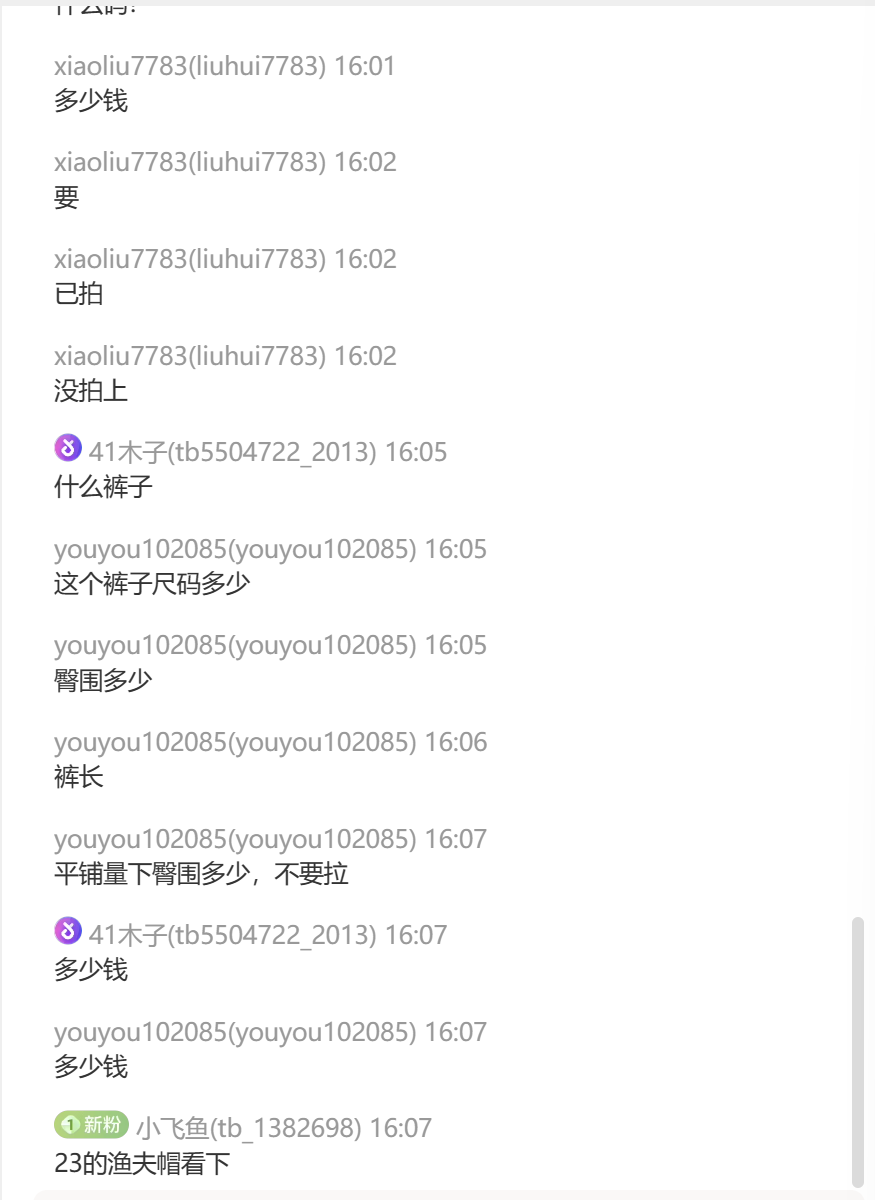 xiaoliu7783(liuhui7783) 16:01
多少钱
xiaoliu7783(liuhui7783) 16:02
要
xiaoliu7783(liuhui7783) 16:02
已拍
xiaoliu7783(liuhui7783) 16:02
没拍上
41木子(tb5504722_2013) 16:05
什么裤子
youyou102085(youyou102085) 16:05
这个裤子尺码多少
youyou102085(youyou102085) 16:05
臀围多少
youyou102085(youyou102085) 16:06
裤长
youyou102085(youyou102085) 16:07
平铺量下臀围多少，不要拉
41木子(tb5504722_2013) 16:07
多少钱
youyou102085(youyou102085) 16:07
多少钱
1 新粉 小飞鱼(tb_1382698) 16:07
23的渔夫帽看下